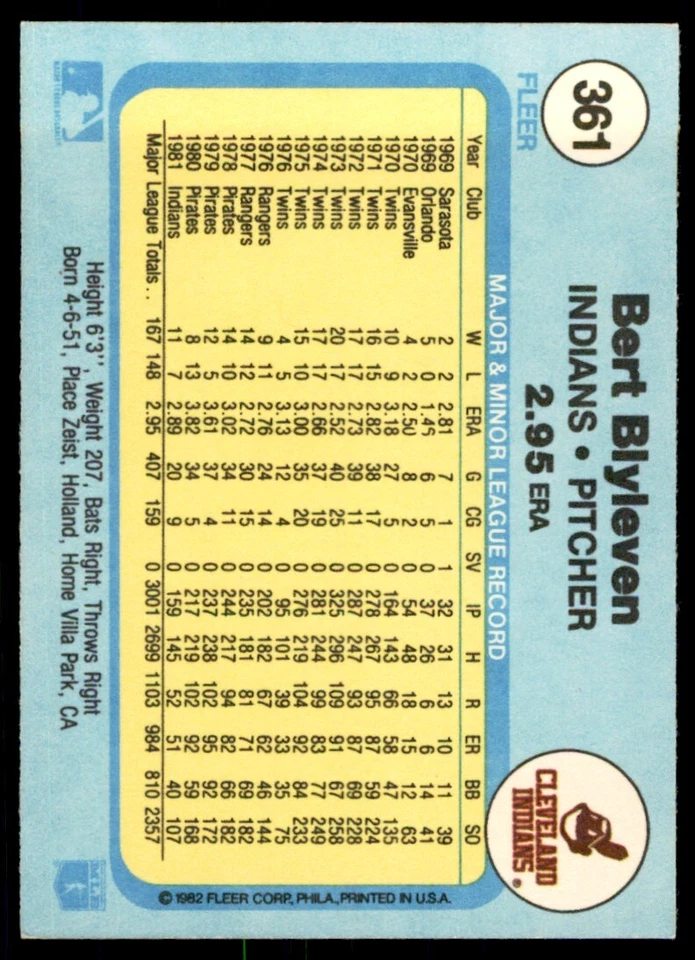 361
FLEER
Bert Blyleven
INDIANS • PITCHER
2.95 ERA
CLEVELAND
INDIANS®
MAJOR & MINOR LEAGUE RECORD
Year Club W L ERA G CG SV IP H R ER BB SO
1969 Sarasota 2 2 2.81 7 1 1 32 31 13 10 11 39
1969 Orlando 5 0 1.45 6 5 37 26 6 6 14 41
1970 Evansville 4 2 2.50 8 2 54 48 18 15 12 63
1970 Twins 10 9 3.18 27 164 143 66 58 47 135
1971 Twins 16 15 2.82 38 17 278 267 95 87 59 224
1972 Twins 17 17 2.73 39 11 287 247 93 87 69 228
1973 Twins 20 17 2.52 40 25 325 296 109 91 67 258
1974 Twins 17 17 2.66 37 19 281 244 99 83 77 249
1975 Twins 15 10 3.00 35 20 276 219 104 92 84 233
1976 Twins 4 5 3.13 12 4 95 101 39 33 35 75
1976 Rangers 9 11 2.76 24 14 202 182 67 62 46 144
1977 Rangers 14 12 2.72 30 15 235 181 81 71 69 182
1978 Pirates 14 10 3.02 34 11 244 217 94 82 66 182
1979 Pirates 12 5 3.61 37 4 237 238 102 95 92 172
1980 Pirates 8 13 3.82 34 5 217 219 102 92 59 168
1981 Indians 11 7 2.89 20 9 0 159 145 52 51 40 107
Major League Totals . . 167 148 2.95 407 159 0 3001 2699 1103 984 810 2357
© 1982 FLEER CORP., PHILA., PRINTED IN U.S.A.
Height 6'3'', Weight 207, Bats Right, Throws Right
Born 4-6-51, Place Zeist, Holland, Home Villa Park, CA
MLB